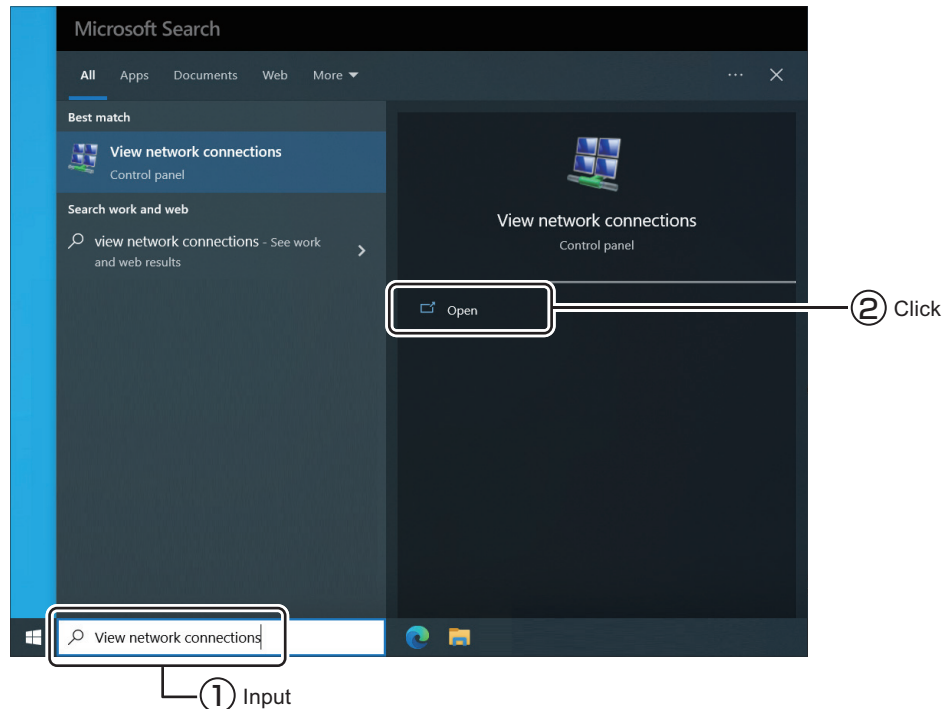 Microsoft Search
All Apps Documents Web More
Best match
View network connections
Control panel
Search work and web
view network connections - See work
and web results
View network connections
Control panel
Open
② Click
View network connections
① Input